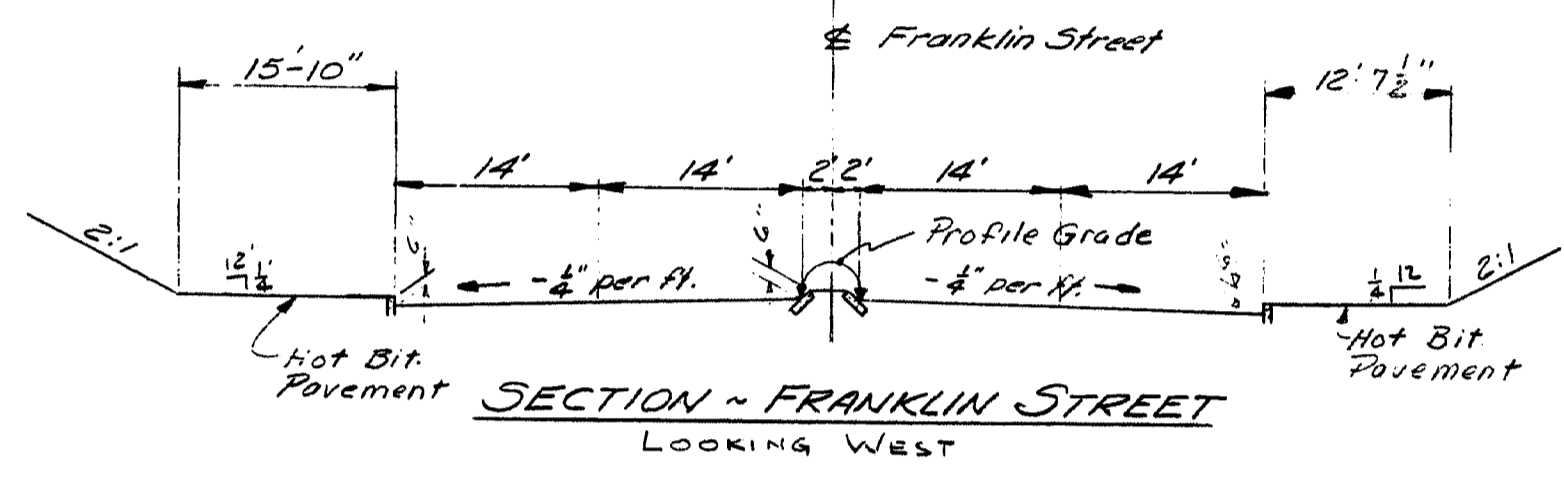 ℄ Franklin Street
15'-10"
12' 7 1/2"
14'
14'
2' 2'
14'
14'
2:1
12
1/4
6"
-1/4" per ft.
6"
Profile Grade
-1/4" per ft.
6"
1/4
12
2:1
Hot Bit.
Pavement
Hot Bit.
Pavement
SECTION ~ FRANKLIN STREET
LOOKING WEST